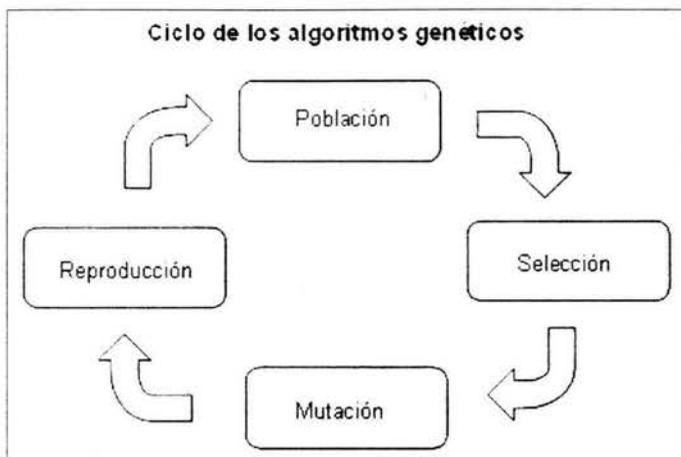 Ciclo de los algoritmos genéticos
Población
Selección
Mutación
Reproducción